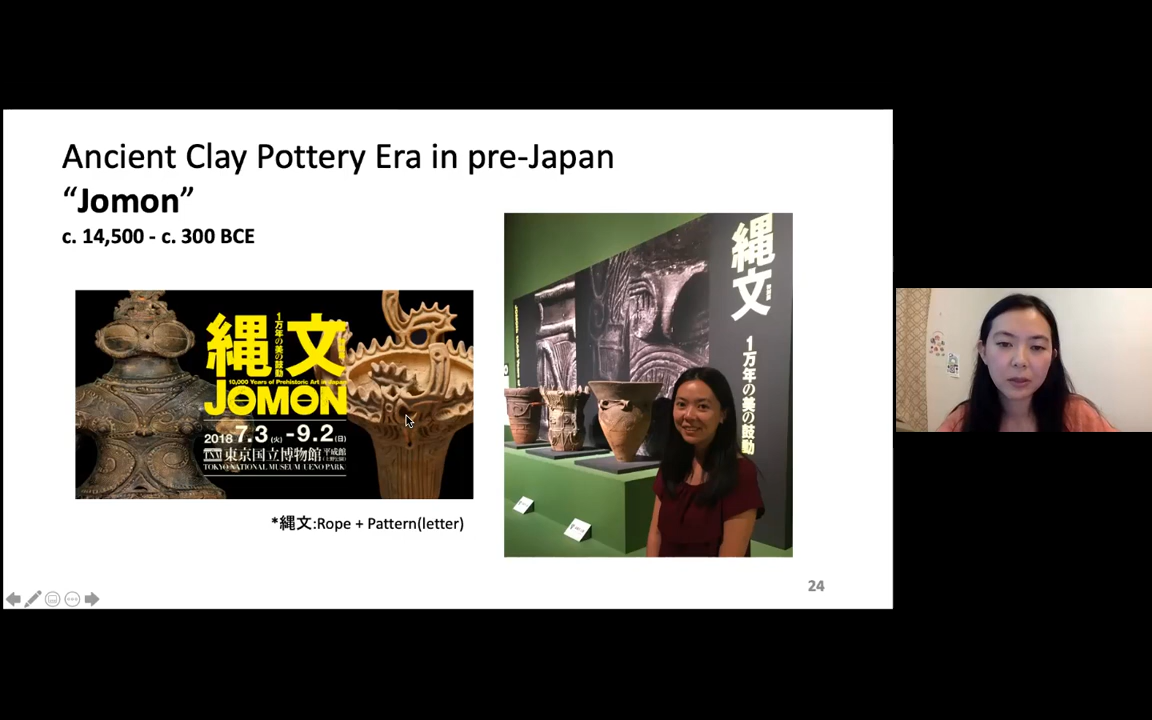 Ancient Clay Pottery Era in pre-Japan
“Jomon”
c. 14,500 - c. 300 BCE
縄文
1万年の美の鼓動
10,000 Years of Prehistoric Art in Japan
JOMON
2018 7.3 (火) - 9.2 (日)
東京国立博物館 平成館
TOKYO NATIONAL MUSEUM (UENO PARK)
*縄文:Rope + Pattern(letter)
縄文
1万年の美の鼓動
24